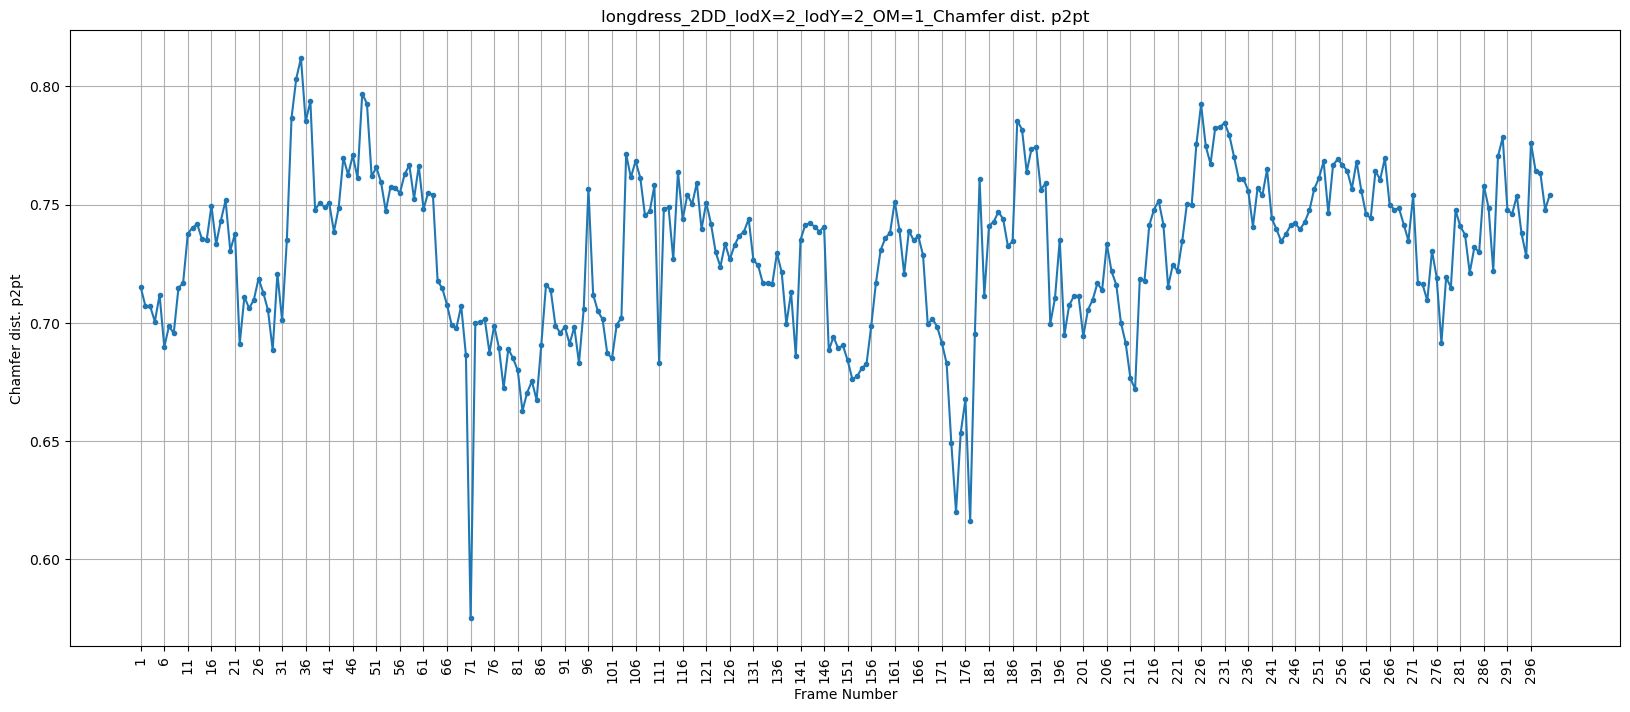 longdress_2DD_lodX=2_lodY=2_OM=1_Chamfer dist. p2pt
Chamfer dist. p2pt
0.80
0.75
0.70
0.65
0.60
1 6 11 16 21 26 31 36 41 46 51 56 61 66 71 76 81 86 91 96 101 106 111 116 121 126 131 136 141 146 151 156 161 166 171 176 181 186 191 196 201 206 211 216 221 226 231 236 241 246 251 256 261 266 271 276 281 286 291 296
Frame Number